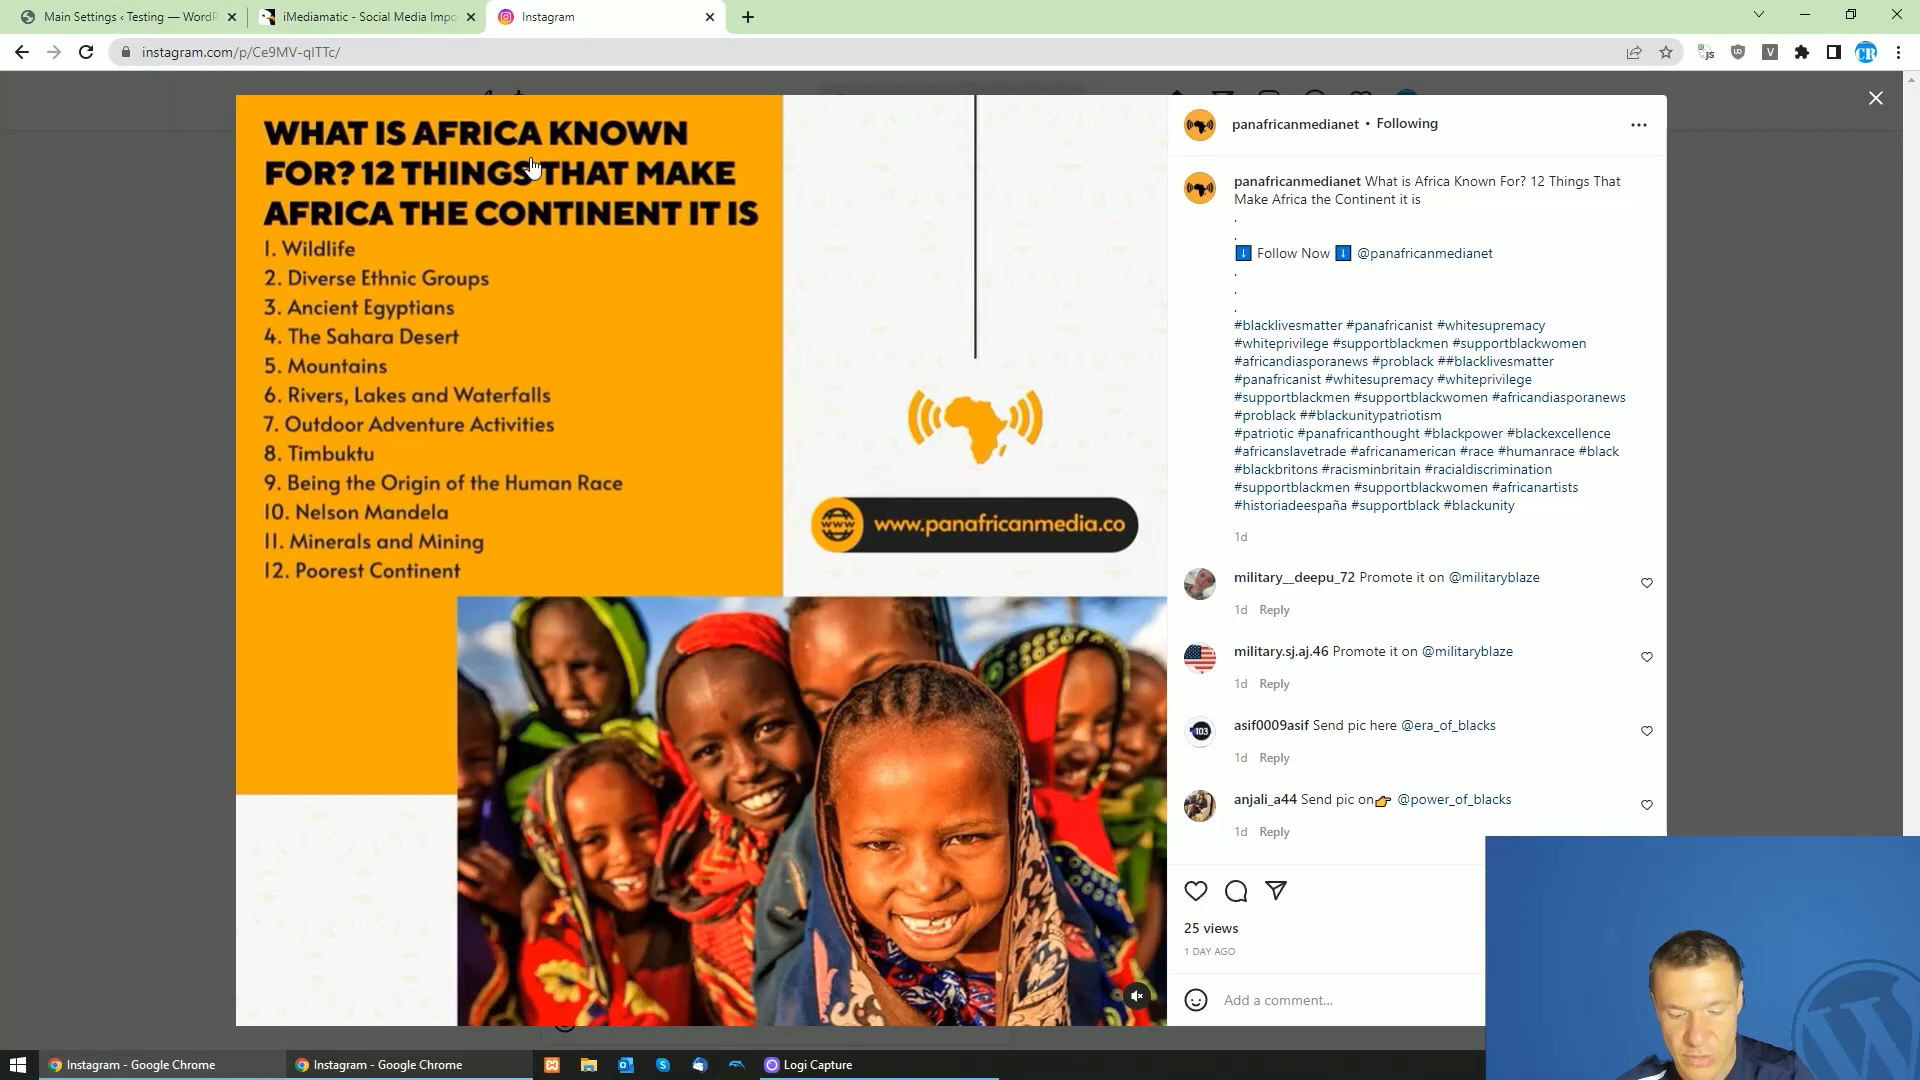 Main Settings ‹ Testing — WordP
iMediamatic - Social Media Impo
Instagram
instagram.com/p/Ce9MV-qITTc/
JS
V
CR
WHAT IS AFRICA KNOWN
FOR? 12 THINGS THAT MAKE
AFRICA THE CONTINENT IT IS
1. Wildlife
2. Diverse Ethnic Groups
3. Ancient Egyptians
4. The Sahara Desert
5. Mountains
6. Rivers, Lakes and Waterfalls
7. Outdoor Adventure Activities
8. Timbuktu
9. Being the Origin of the Human Race
10. Nelson Mandela
11. Minerals and Mining
12. Poorest Continent
www
www.panafricanmedia.co
panafricanmedianet • Following
panafricanmedianet What is Africa Known For? 12 Things That
Make Africa the Continent it is
.
.
⬇ Follow Now ⬇ @panafricanmedianet
.
.
.
#blacklivesmatter #panafricanist #whitesupremacy
#whiteprivilege #supportblackmen #supportblackwomen
#africandiasporanews #problack ##blacklivesmatter
#panafricanist #whitesupremacy #whiteprivilege
#supportblackmen #supportblackwomen #africandiasporanews
#problack ##blackunitypatriotism
#patriotic #panafricanthought #blackpower #blackexcellence
#africanslavetrade #africanamerican #race #humanrace #black
#blackbritons #racisminbritain #racialdiscrimination
#supportblackmen #supportblackwomen #africanartists
#historiadeespaña #supportblack #blackunity
1d
military__deepu_72 Promote it on @militaryblaze
1d Reply
military.sj.aj.46 Promote it on @militaryblaze
1d Reply
103
asif0009asif Send pic here @era_of_blacks
1d Reply
anjali_a44 Send pic on👉 @power_of_blacks
1d Reply
25 views
1 DAY AGO
Add a comment...
Instagram - Google Chrome
Instagram - Google Chrome
Logi Capture